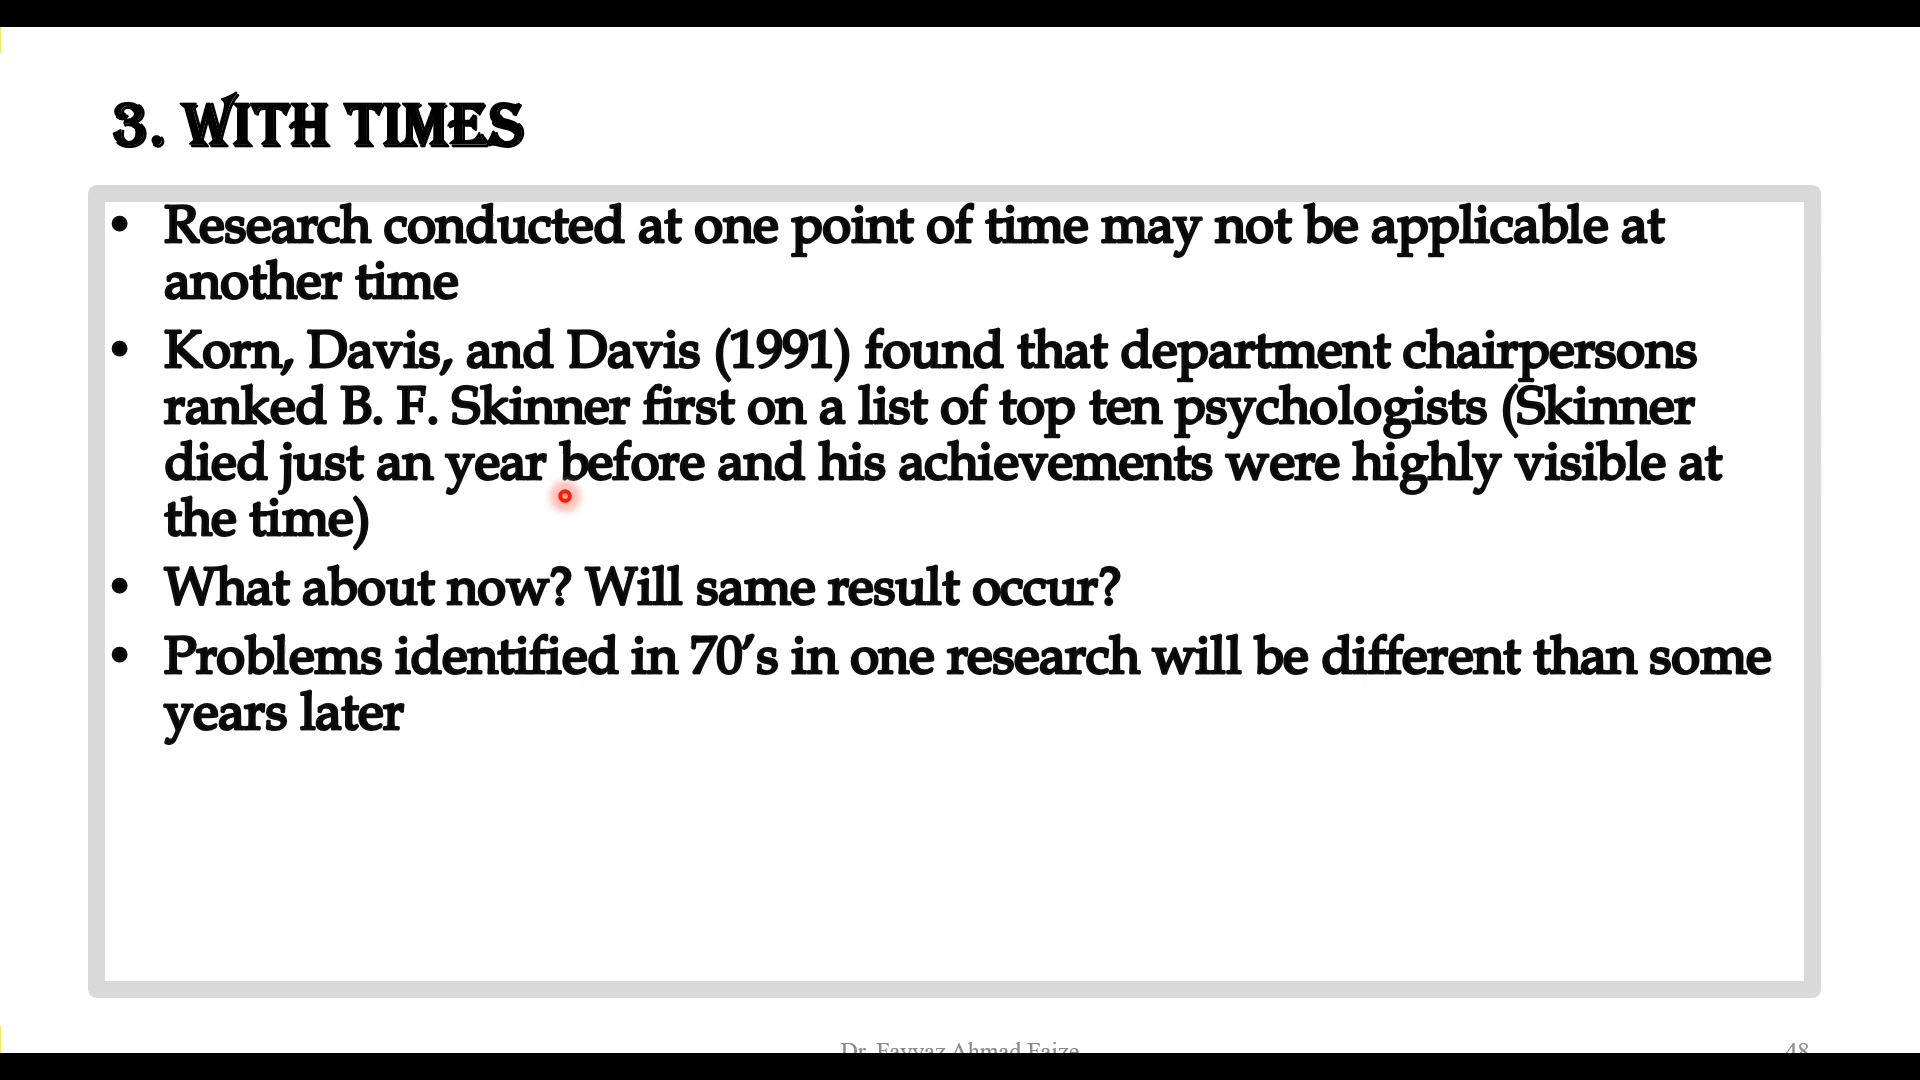 3. WITH TIMES
• Research conducted at one point of time may not be applicable at
another time
• Korn, Davis, and Davis (1991) found that department chairpersons
ranked B. F. Skinner first on a list of top ten psychologists (Skinner
died just an year before and his achievements were highly visible at
the time)
• What about now? Will same result occur?
• Problems identified in 70’s in one research will be different than some
years later
Dr. Fayyaz Ahmad Faize
48